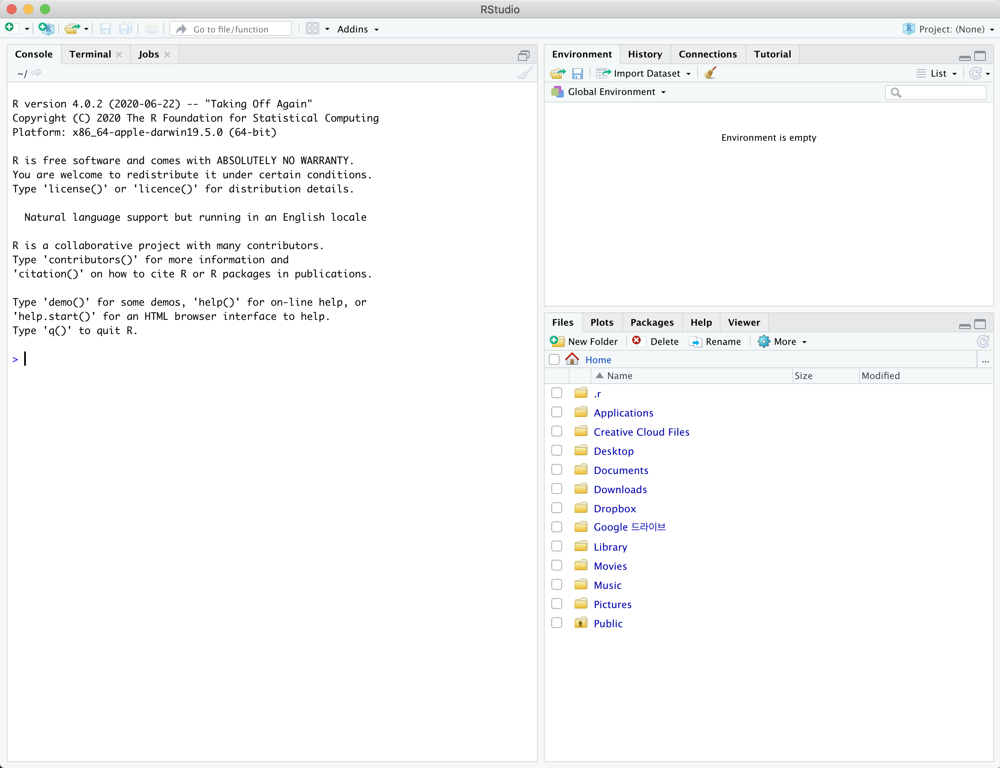 RStudio
Go to file/function
Addins
Project: (None)
Console Terminal Jobs
~/
R version 4.0.2 (2020-06-22) -- "Taking Off Again"
Copyright (C) 2020 The R Foundation for Statistical Computing
Platform: x86_64-apple-darwin19.5.0 (64-bit)
R is free software and comes with ABSOLUTELY NO WARRANTY.
You are welcome to redistribute it under certain conditions.
Type 'license()' or 'licence()' for distribution details.
Natural language support but running in an English locale
R is a collaborative project with many contributors.
Type 'contributors()' for more information and
'citation()' on how to cite R or R packages in publications.
Type 'demo()' for some demos, 'help()' for on-line help, or
'help.start()' for an HTML browser interface to help.
Type 'q()' to quit R.
>
Environment History Connections Tutorial
Import Dataset List
Global Environment
Environment is empty
Files Plots Packages Help Viewer
New Folder Delete Rename More
Home ...
Name Size Modified
.r
Applications
Creative Cloud Files
Desktop
Documents
Downloads
Dropbox
Google 드라이브
Library
Movies
Music
Pictures
Public